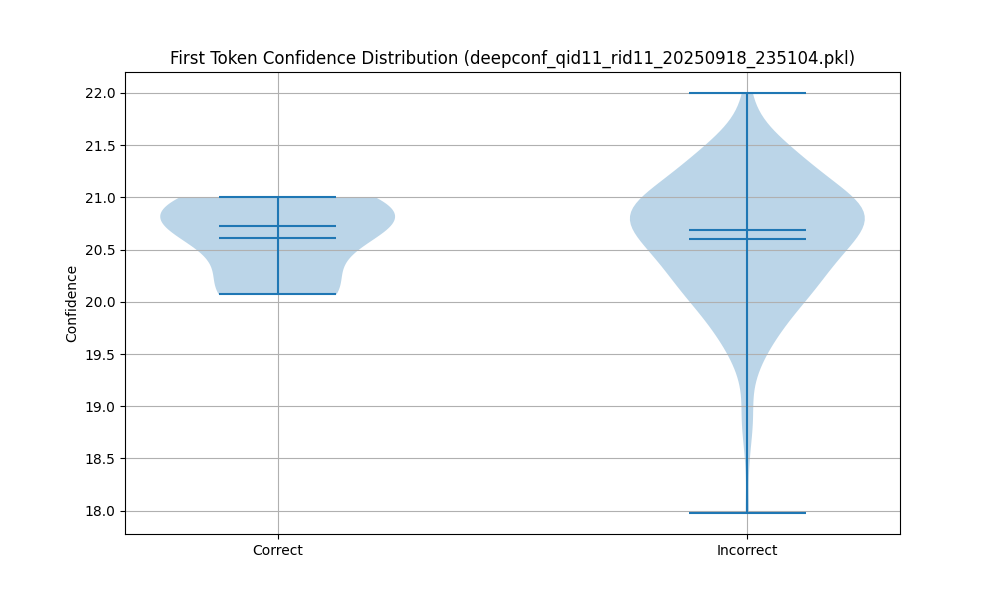 First Token Confidence Distribution (deepconf_qid11_rid11_20250918_235104.pkl)
Confidence
22.0
21.5
21.0
20.5
20.0
19.5
19.0
18.5
18.0
Correct
Incorrect